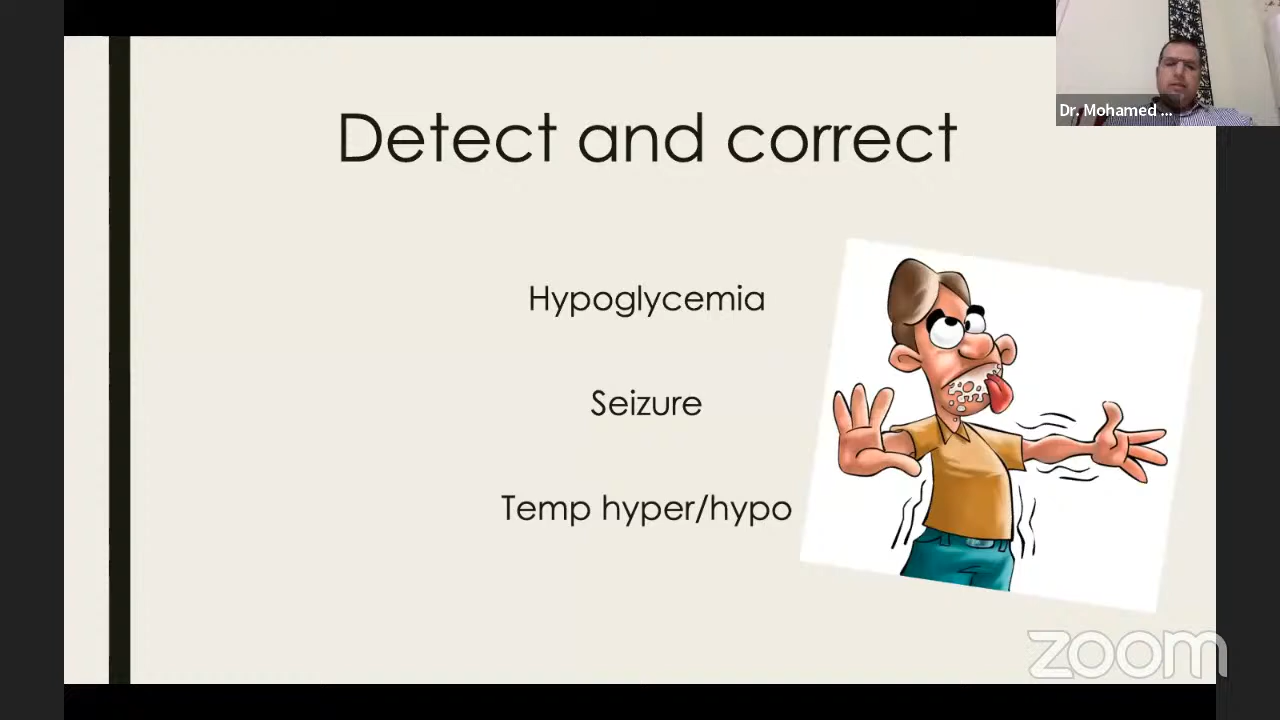 Detect and correct
Hypoglycemia
Seizure
Temp hyper/hypo
Dr. Mohamed ...
zoom